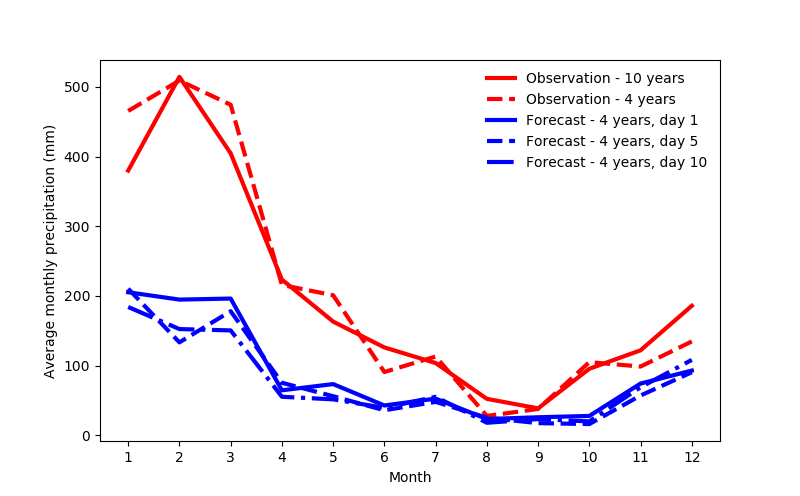 Observation - 10 years
Observation - 4 years
Forecast - 4 years, day 1
Forecast - 4 years, day 5
Forecast - 4 years, day 10
Average monthly precipitation (mm)
500
400
300
200
100
0
1 2 3 4 5 6 7 8 9 10 11 12
Month